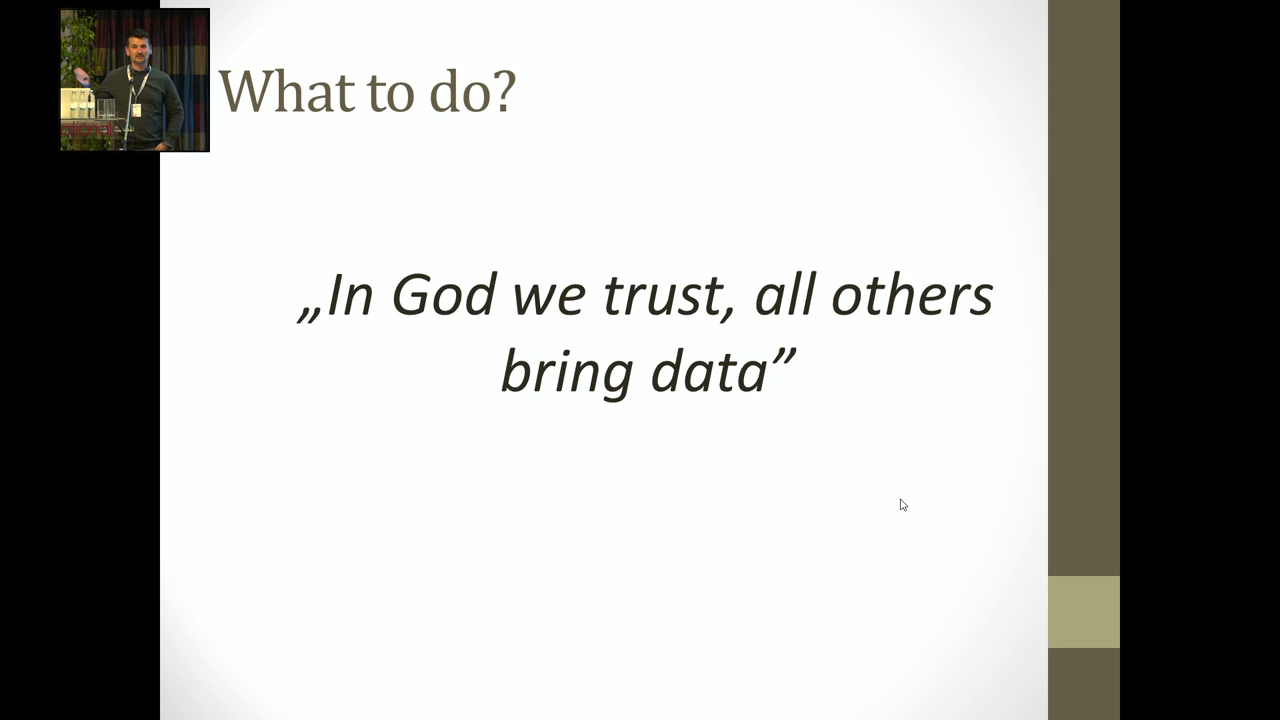 What to do?
„In God we trust, all others
bring data”